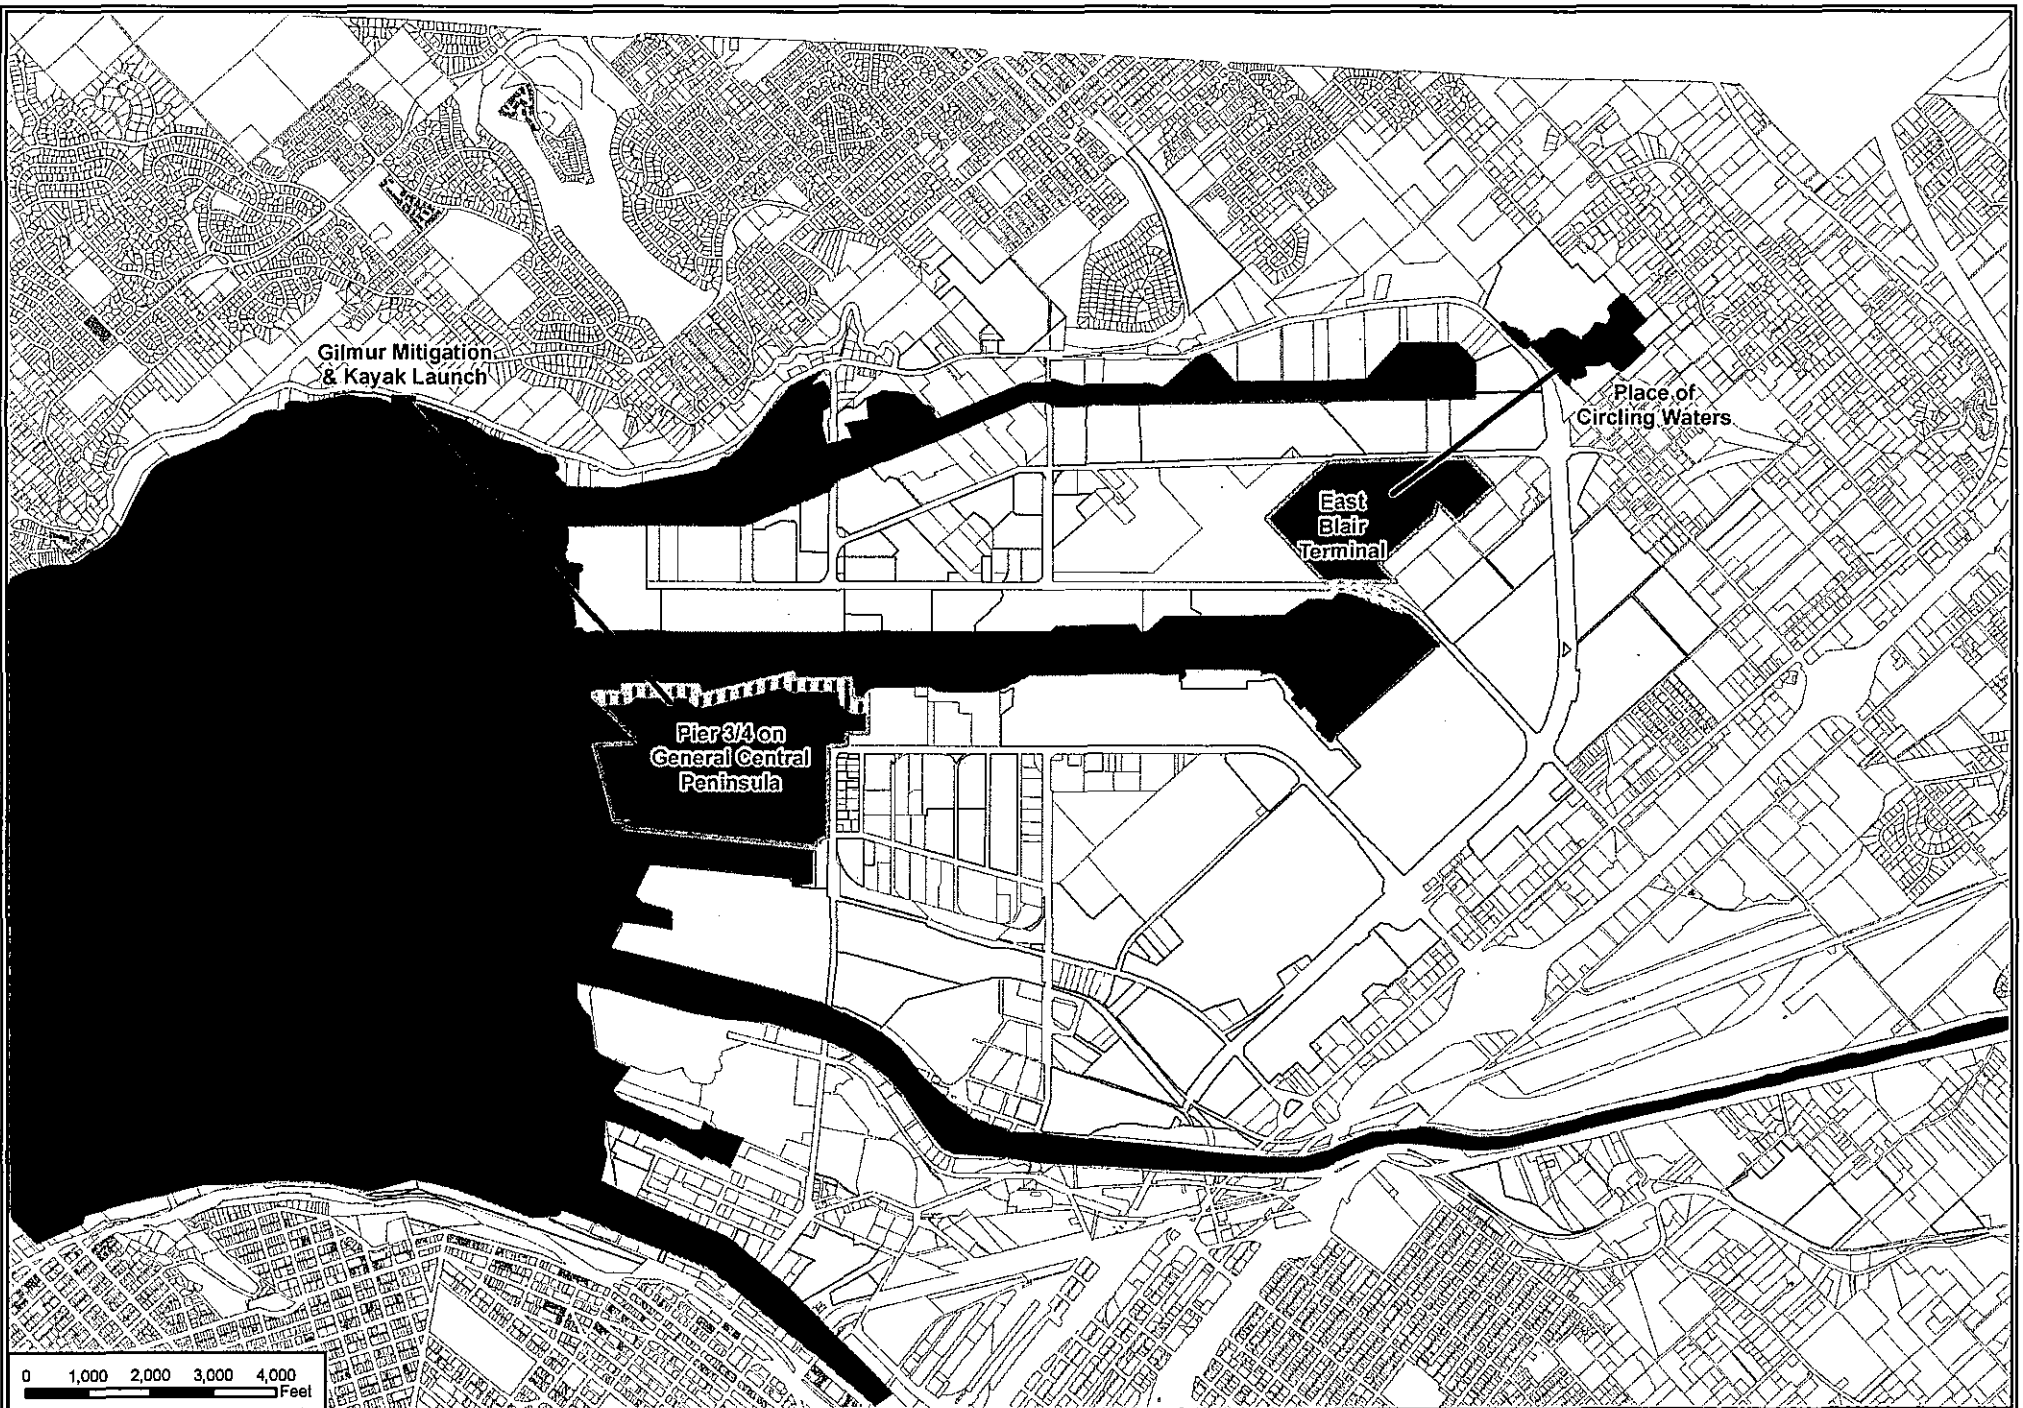 Gilmur Mitigation
& Kayak Launch
Place of
Circling Waters
East
Blair
Terminal
Pier 3/4 on
General Central
Peninsula
0 1,000 2,000 3,000 4,000
Feet